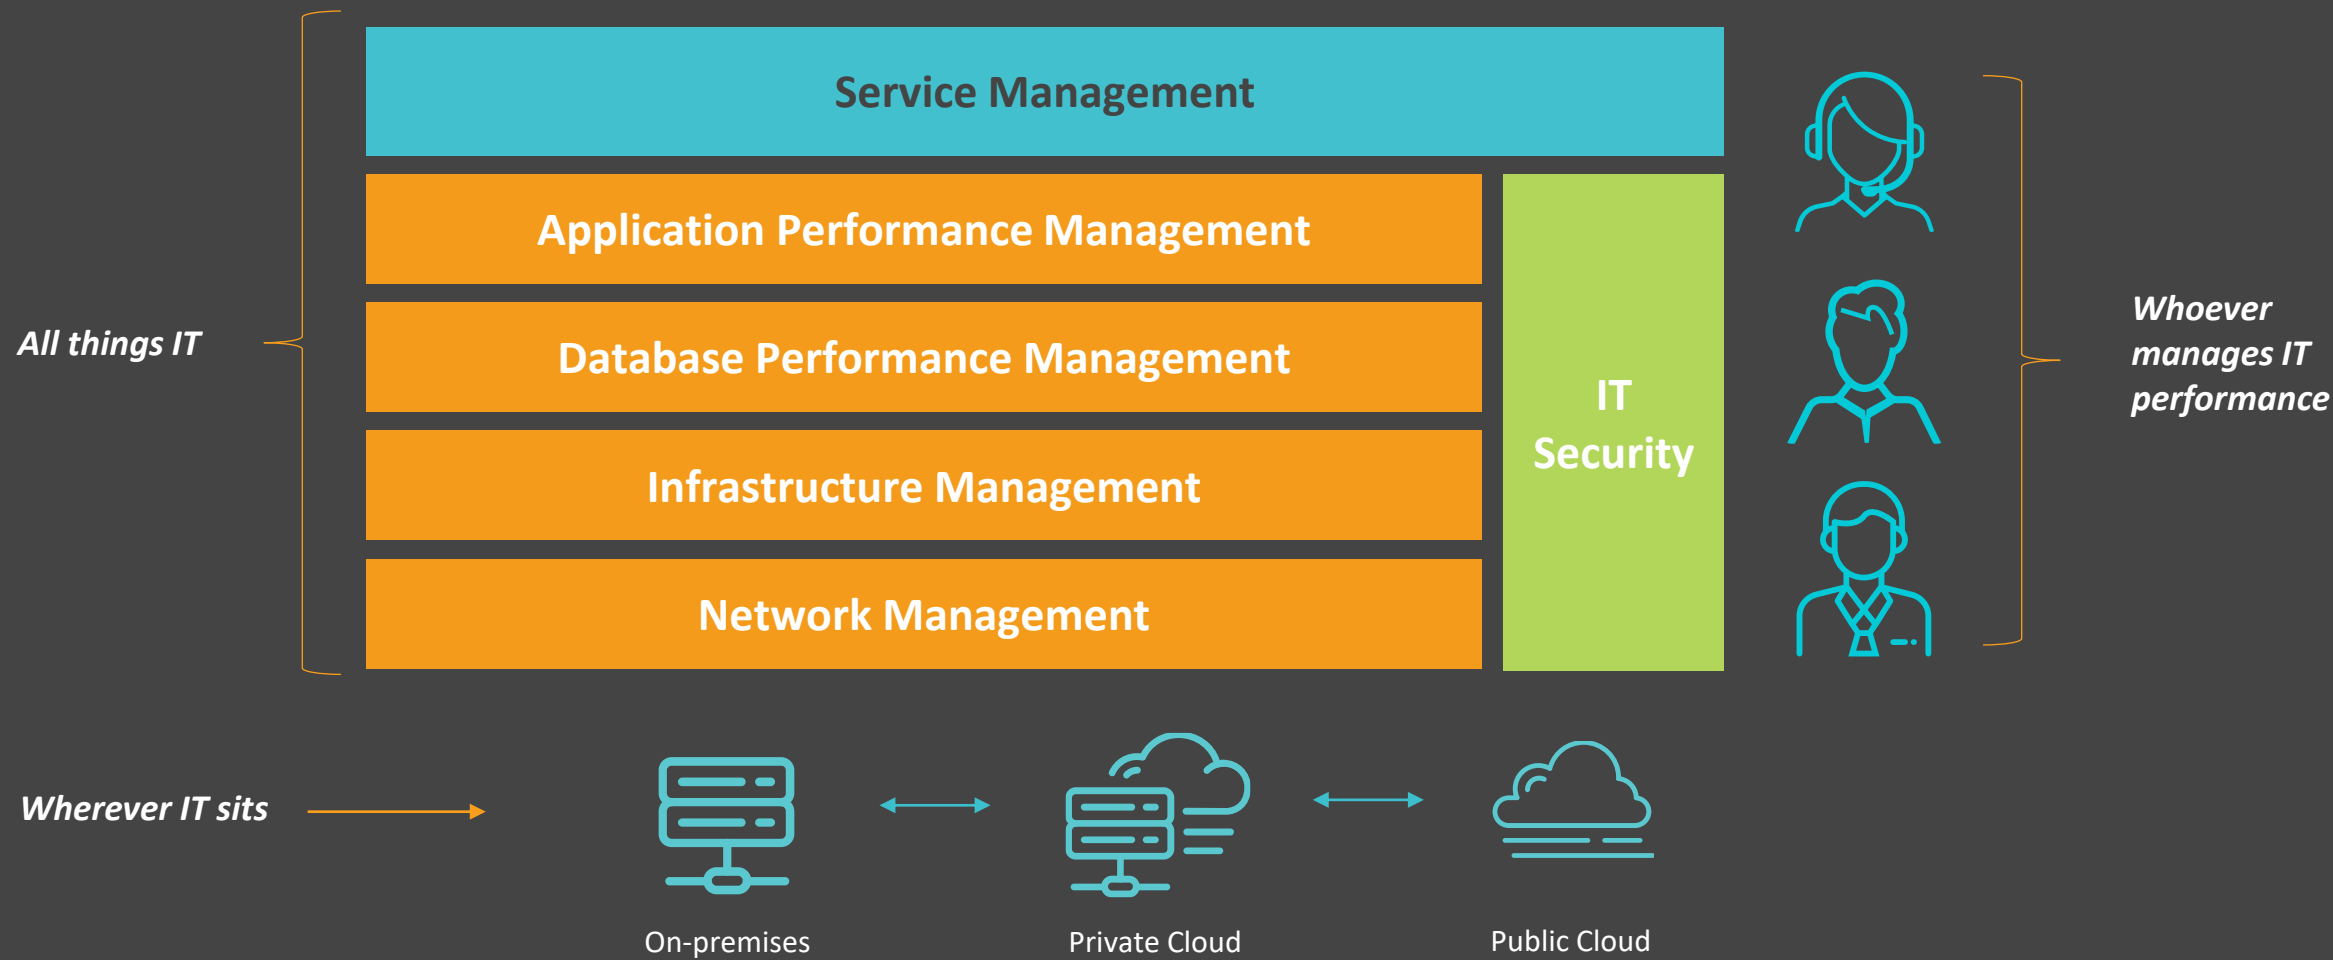 Service Management
Application Performance Management
Database Performance Management
Infrastructure Management
Network Management
IT
Security
All things IT
Whoever
manages IT
performance
Wherever IT sits
On-premises
Private Cloud
Public Cloud